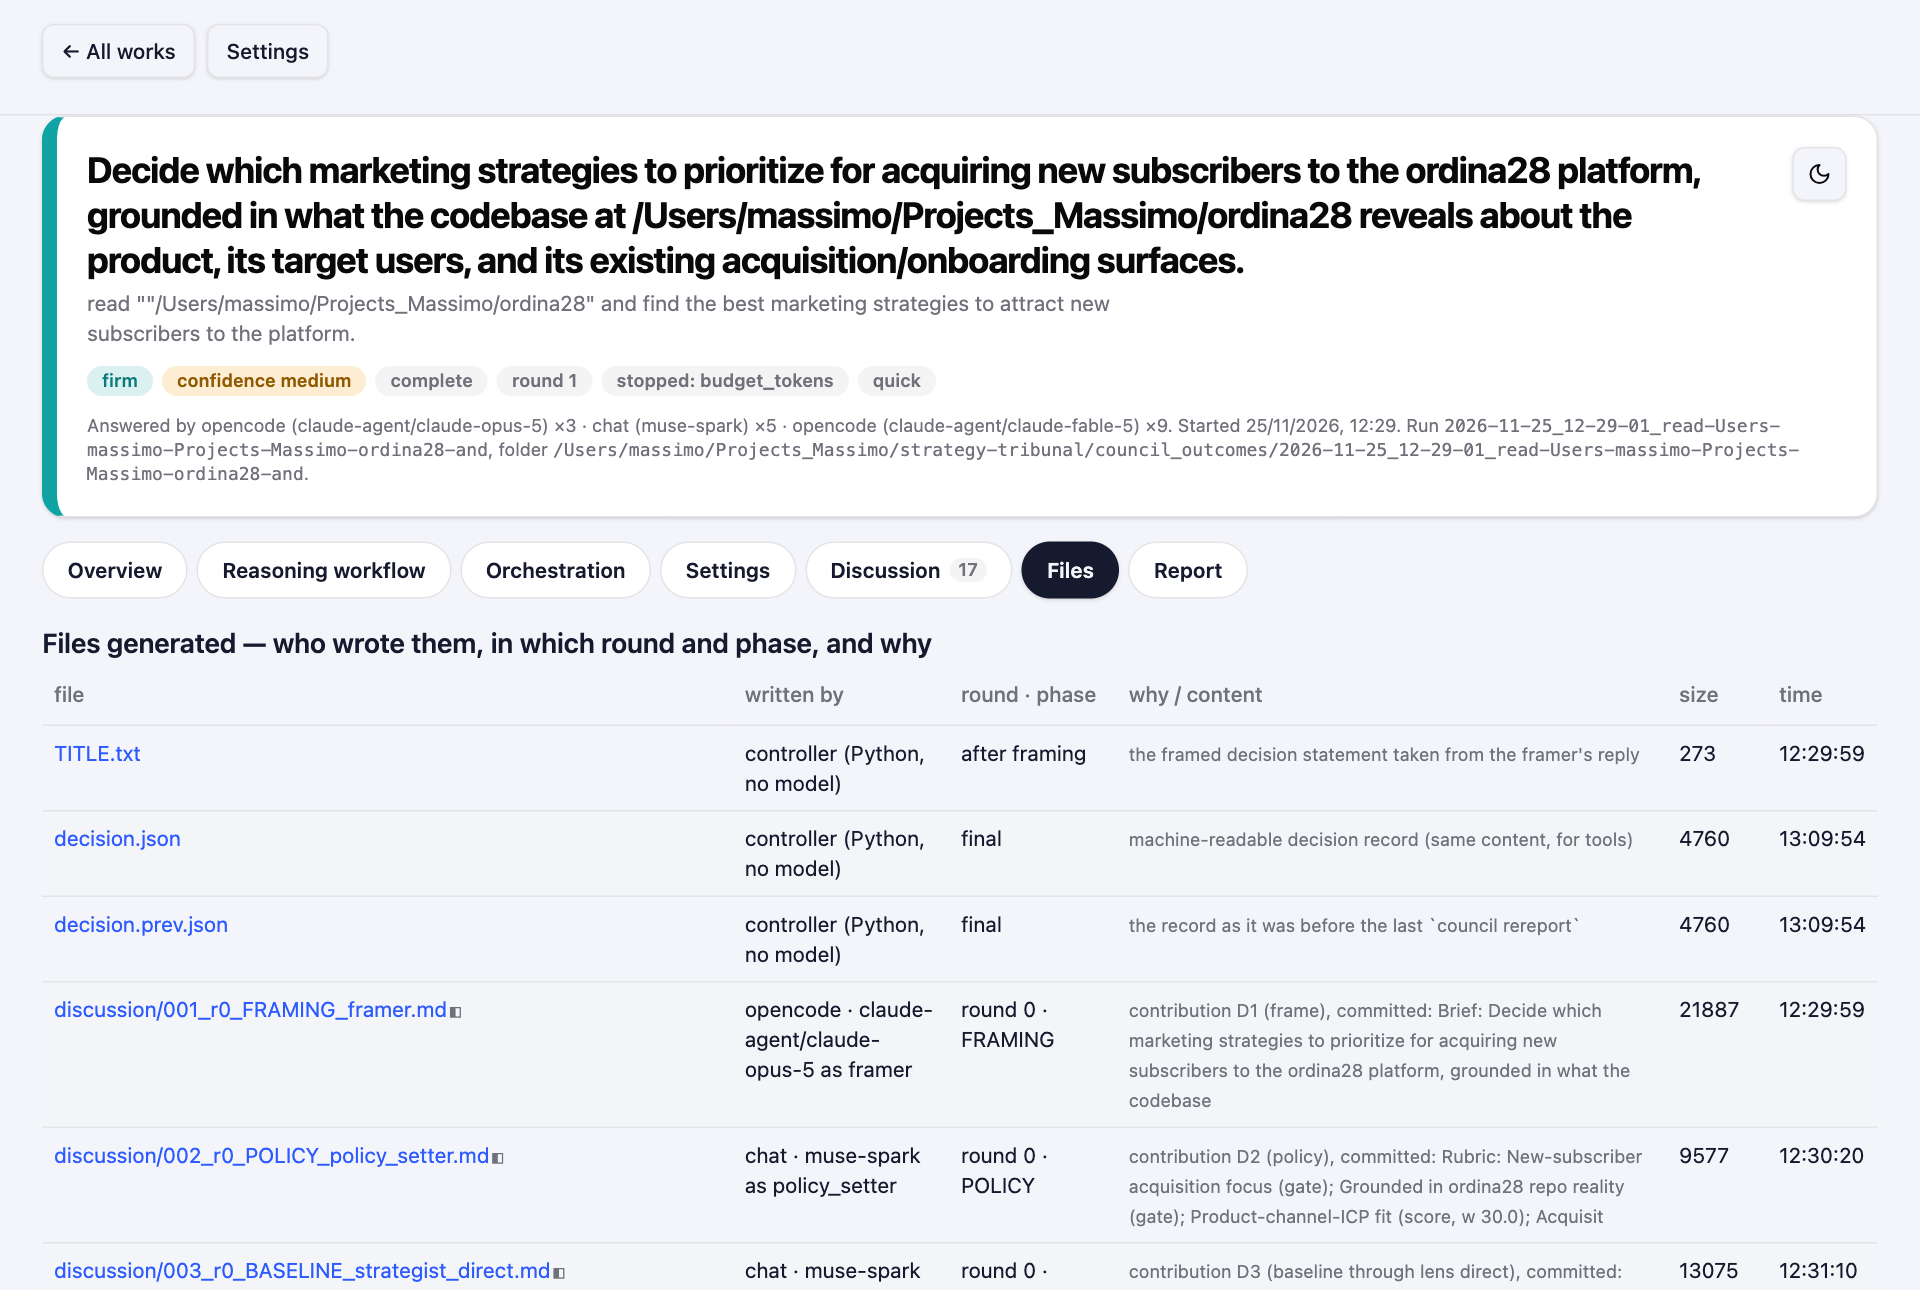 ← All works
Settings
Decide which marketing strategies to prioritize for acquiring new subscribers to the ordina28 platform,
grounded in what the codebase at /Users/massimo/Projects_Massimo/ordina28 reveals about the
product, its target users, and its existing acquisition/onboarding surfaces.
read ""/Users/massimo/Projects_Massimo/ordina28" and find the best marketing strategies to attract new
subscribers to the platform.
firm confidence medium complete round 1 stopped: budget_tokens quick
Answered by opencode (claude-agent/claude-opus-5) ×3 · chat (muse-spark) ×5 · opencode (claude-agent/claude-fable-5) ×9. Started 25/11/2026, 12:29. Run 2026-11-25_12-29-01_read-Users-
massimo-Projects-Massimo-ordina28-and, folder /Users/massimo/Projects_Massimo/strategy-tribunal/council_outcomes/2026-11-25_12-29-01_read-Users-massimo-Projects-
Massimo-ordina28-and.
Overview Reasoning workflow Orchestration Settings Discussion 17 Files Report
Files generated — who wrote them, in which round and phase, and why
file written by round · phase why / content size time
TITLE.txt controller (Python, after framing the framed decision statement taken from the framer's reply 273 12:29:59
no model)
decision.json controller (Python, final machine-readable decision record (same content, for tools) 4760 13:09:54
no model)
decision.prev.json controller (Python, final the record as it was before the last `council rereport` 4760 13:09:54
no model)
discussion/001_r0_FRAMING_framer.md opencode · claude- round 0 · contribution D1 (frame), committed: Brief: Decide which 21887 12:29:59
agent/claude- FRAMING marketing strategies to prioritize for acquiring new
opus-5 as framer subscribers to the ordina28 platform, grounded in what the
codebase
discussion/002_r0_POLICY_policy_setter.md chat · muse-spark round 0 · contribution D2 (policy), committed: Rubric: New-subscriber 9577 12:30:20
as policy_setter POLICY acquisition focus (gate); Grounded in ordina28 repo reality
(gate); Product-channel-ICP fit (score, w 30.0); Acquisit
discussion/003_r0_BASELINE_strategist_direct.md chat · muse-spark round 0 · contribution D3 (baseline through lens direct), committed: 13075 12:31:10